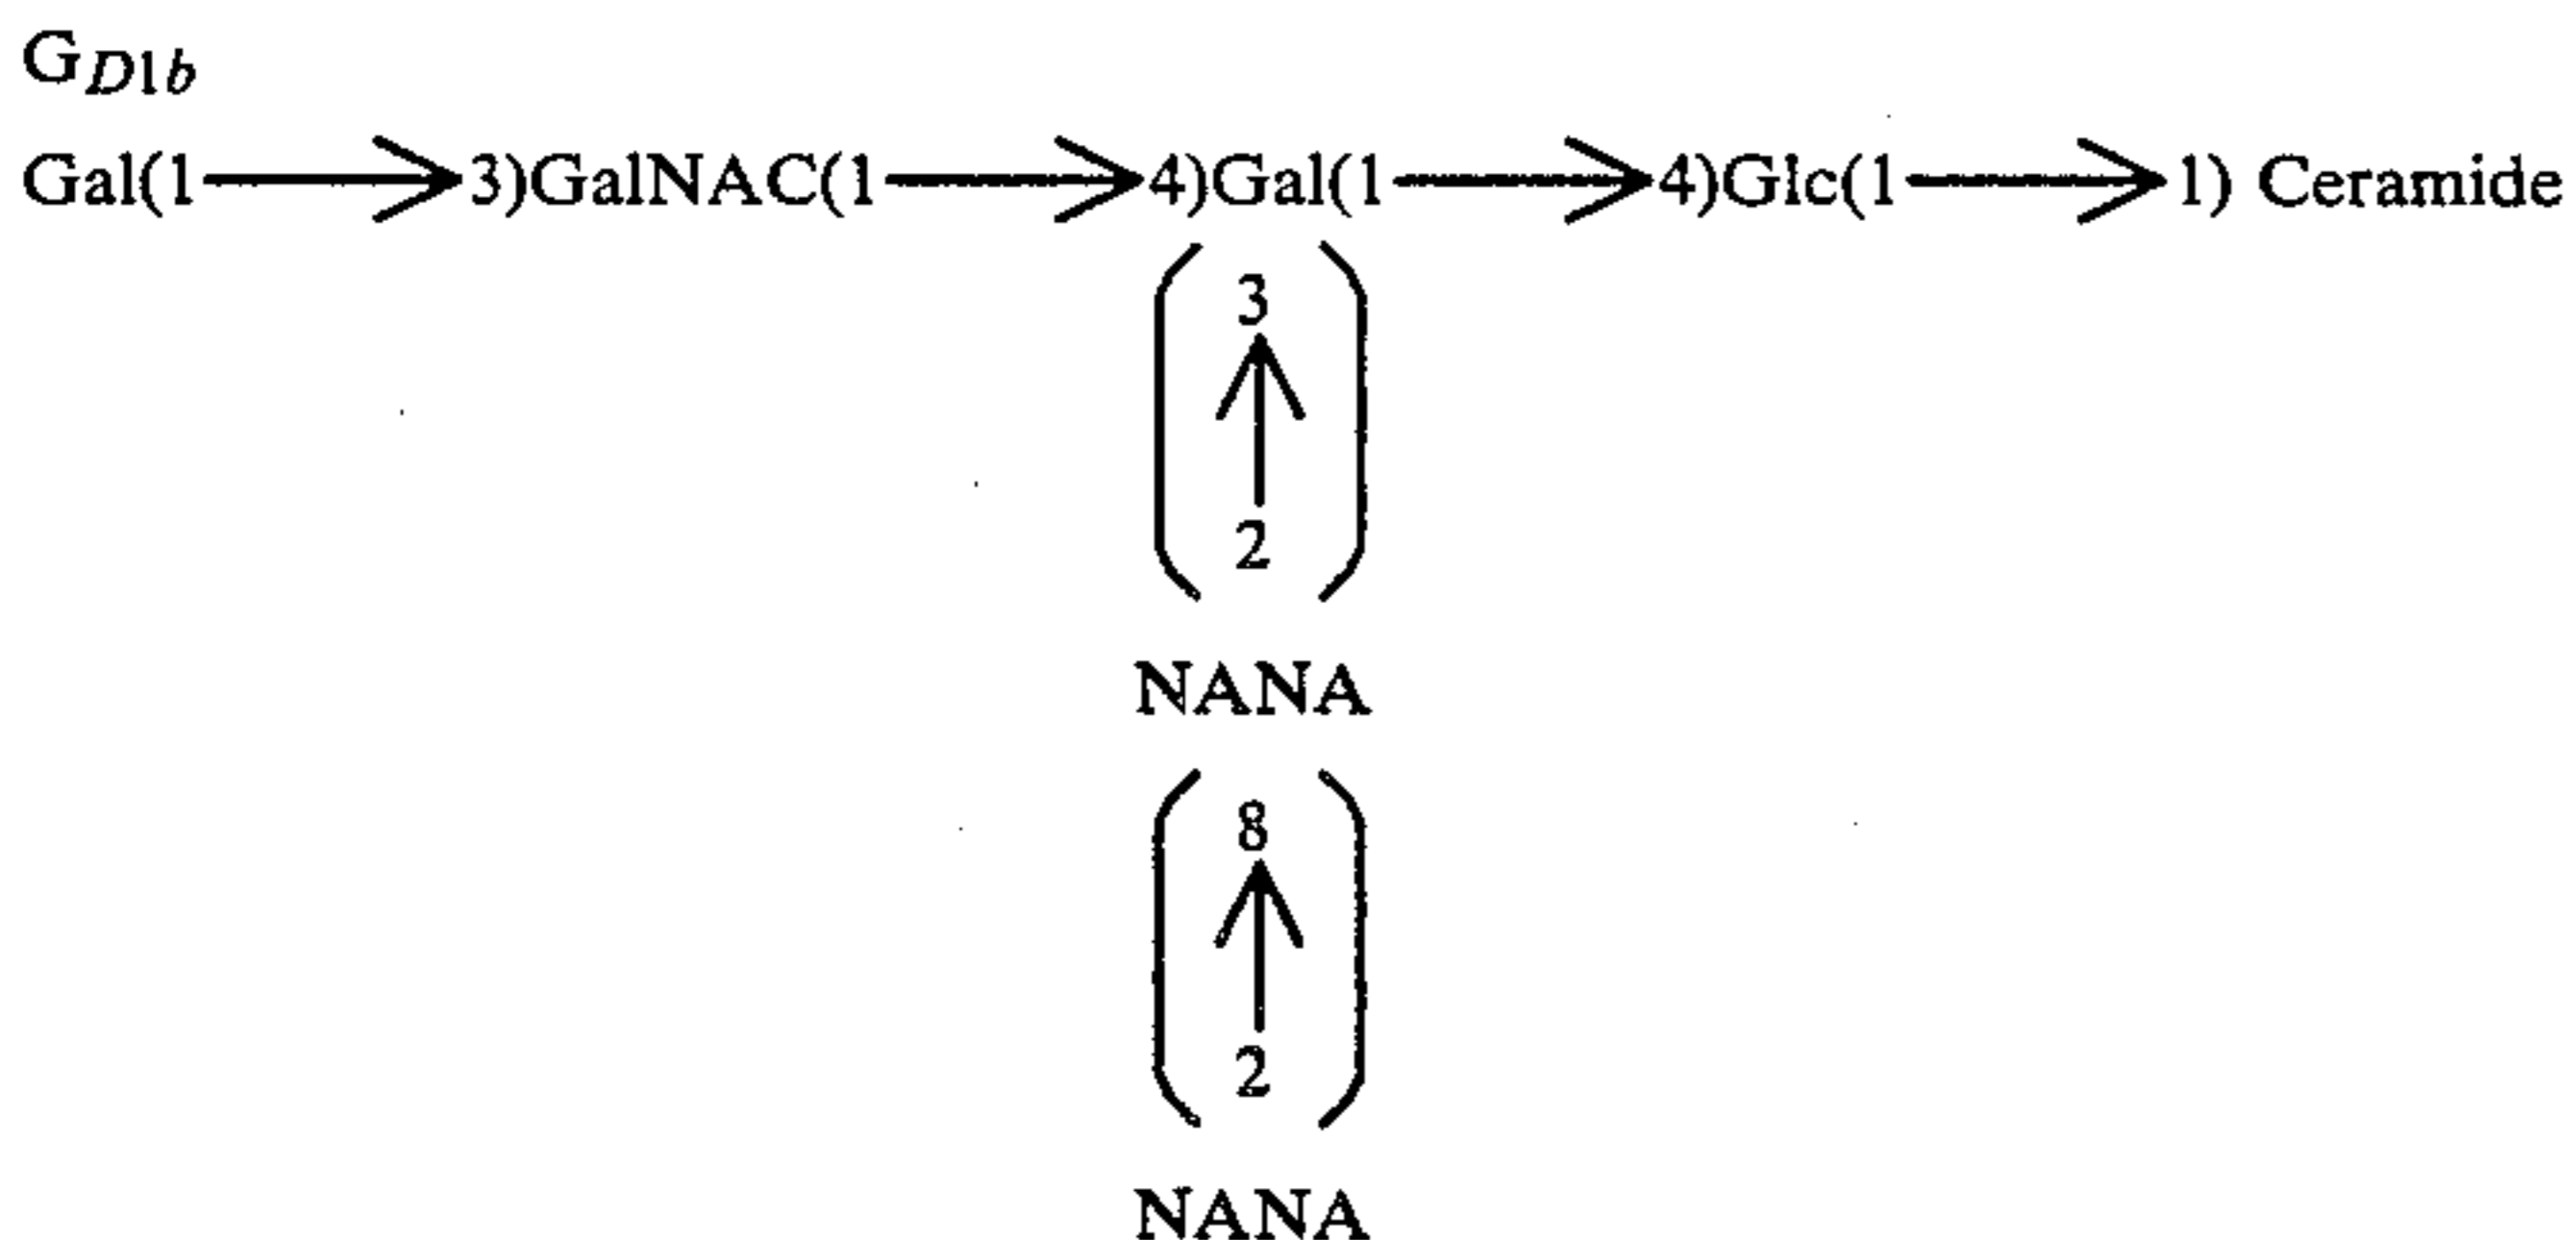 G_D1b
Gal(1⟶3)GalNAC(1⟶4)Gal(1⟶4)Glc(1⟶1) Ceramide
3
2
NANA
8
2
NANA